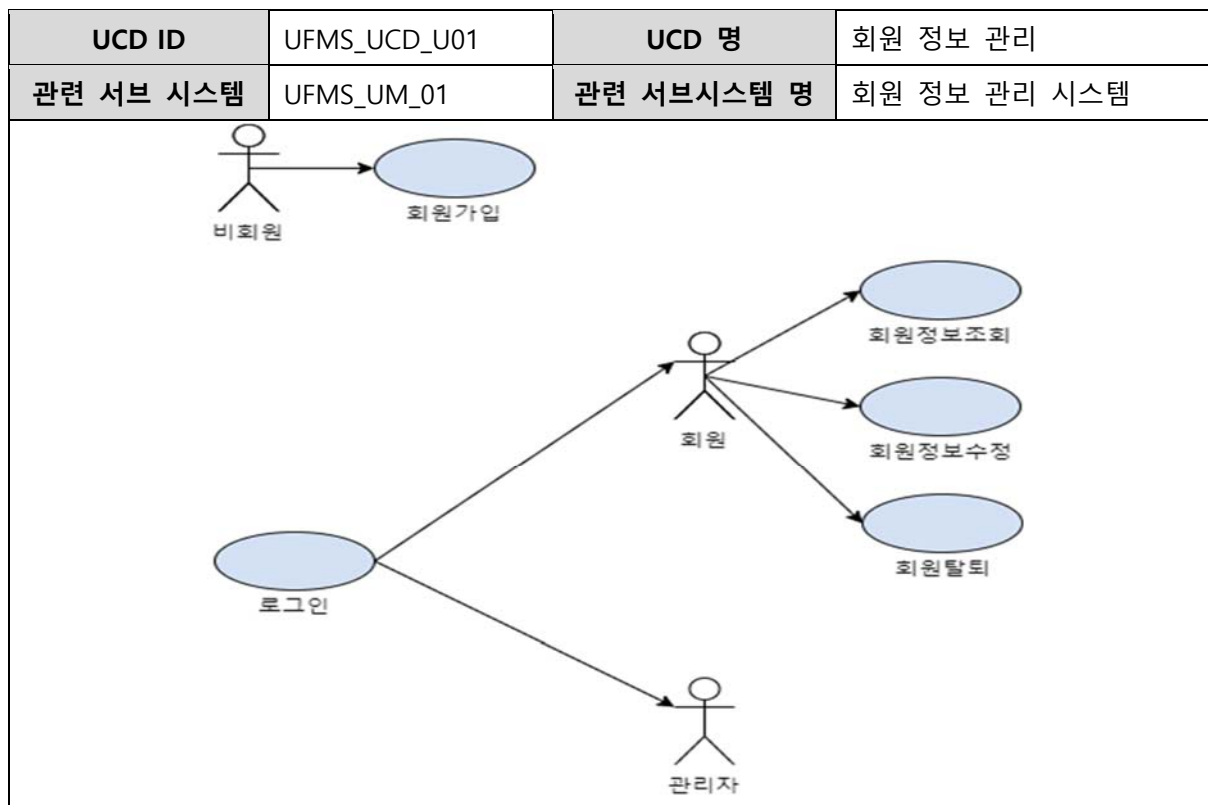 UCD ID UFMS_UCD_U01 UCD 명 회원 정보 관리
관련 서브 시스템 UFMS_UM_01 관련 서브시스템 명 회원 정보 관리 시스템
회원가입
비회원
회원정보조회
회원
회원정보수정
회원탈퇴
로그인
관리자